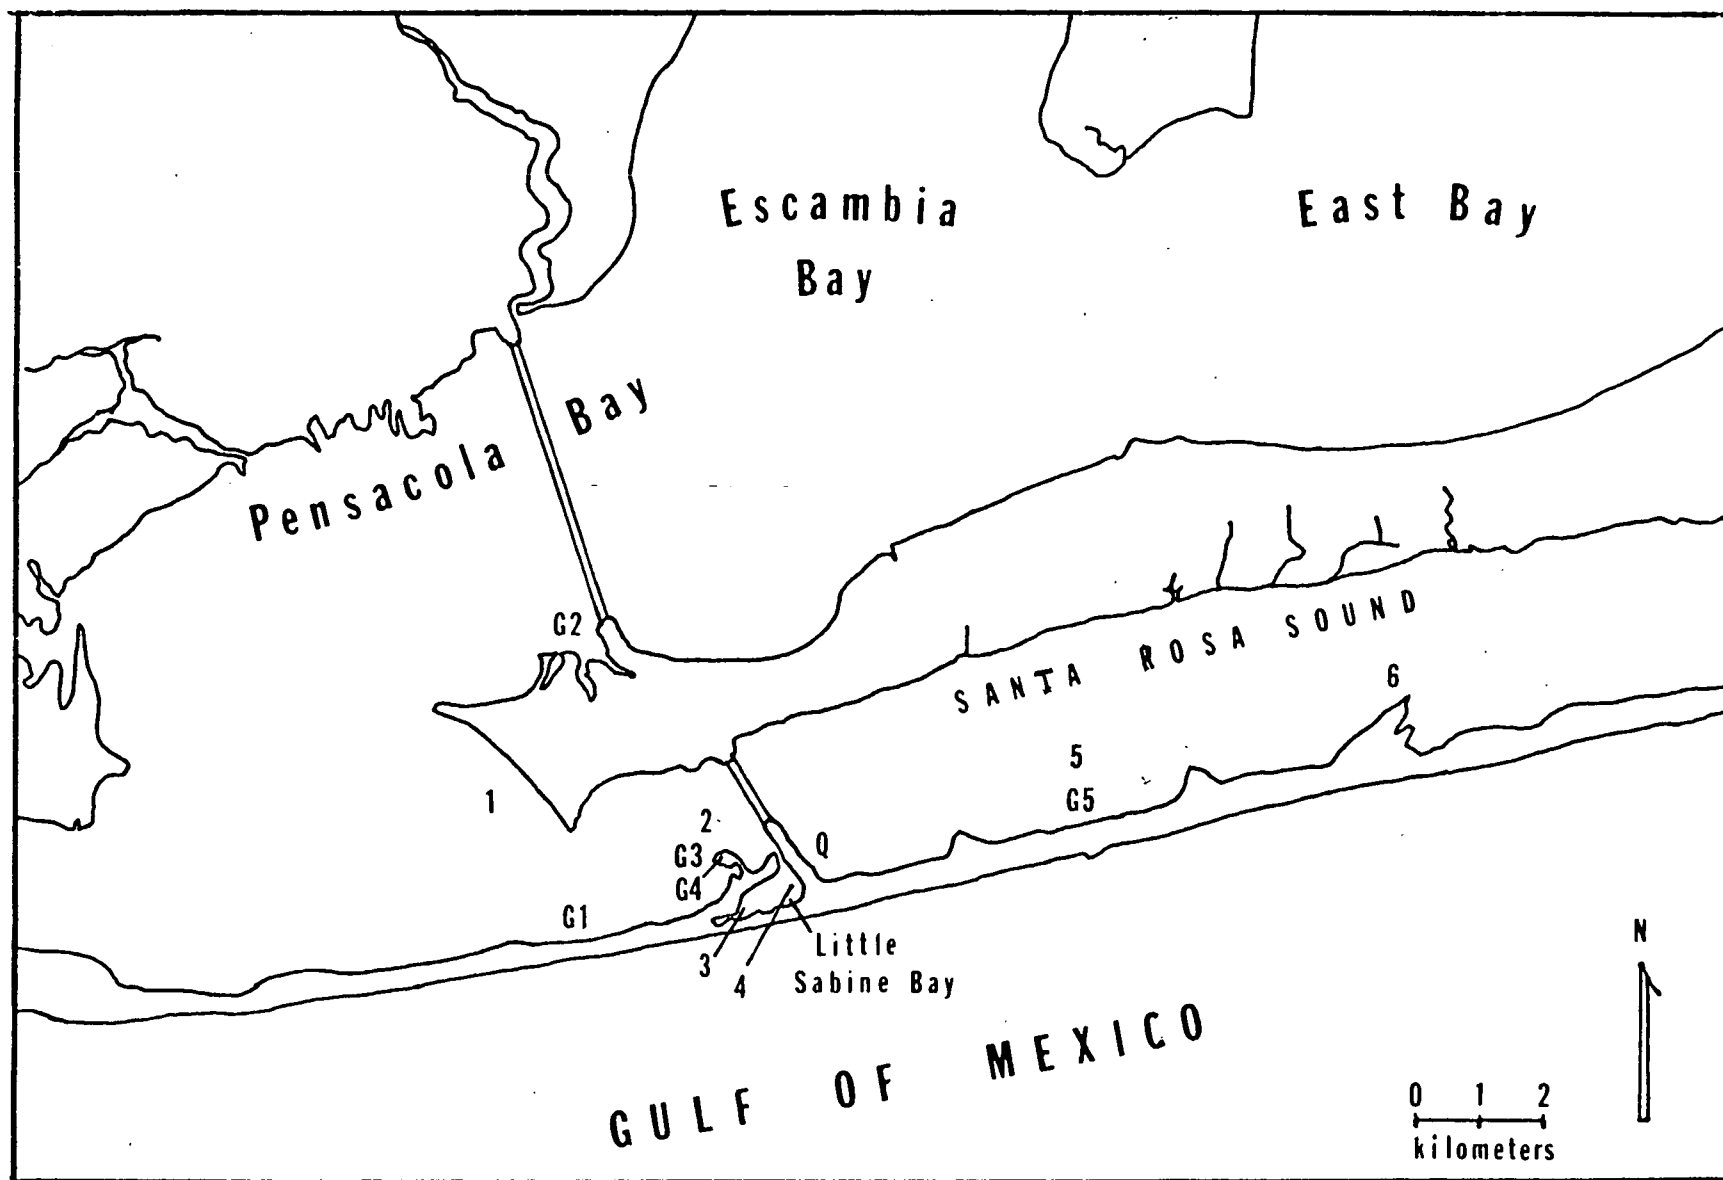 Escambia
Bay
East Bay
Pensacola Bay
G2
SANTA ROSA SOUND
6
5
G5
1
2
Q
G3
G4
G1
3
4
Little
Sabine Bay
GULF OF MEXICO
N
0 1 2
kilometers